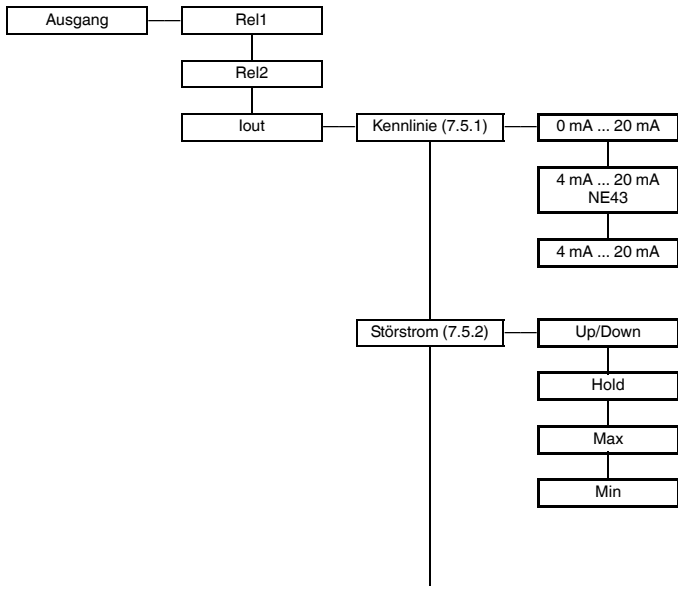 Ausgang
Rel1
Rel2
Iout
Kennlinie (7.5.1)
0 mA ... 20 mA
4 mA ... 20 mA
NE43
4 mA ... 20 mA
Störstrom (7.5.2)
Up/Down
Hold
Max
Min